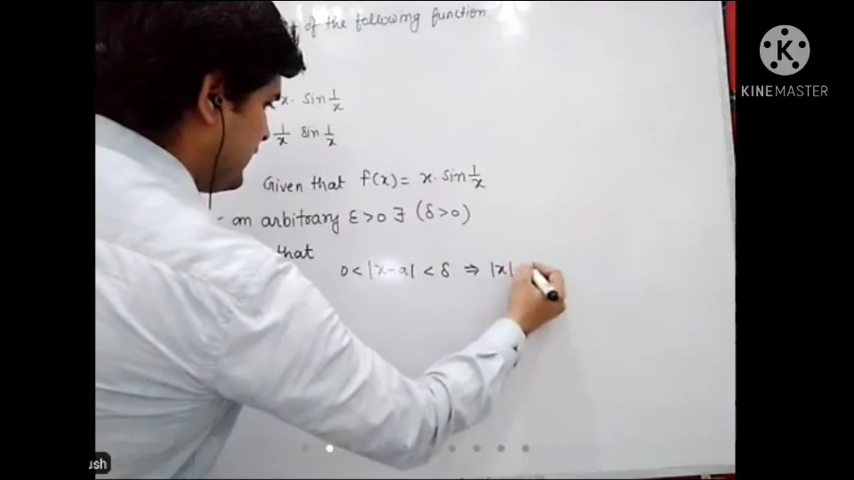 of the following function
x. sin 1/x
1/x sin 1/x
Given that f(x) = x. sin 1/x
an arbitrary ε>0 ∃ (δ>0)
that
0 < |x-a| < δ ⇒ |x|
ush
K
KINEMASTER